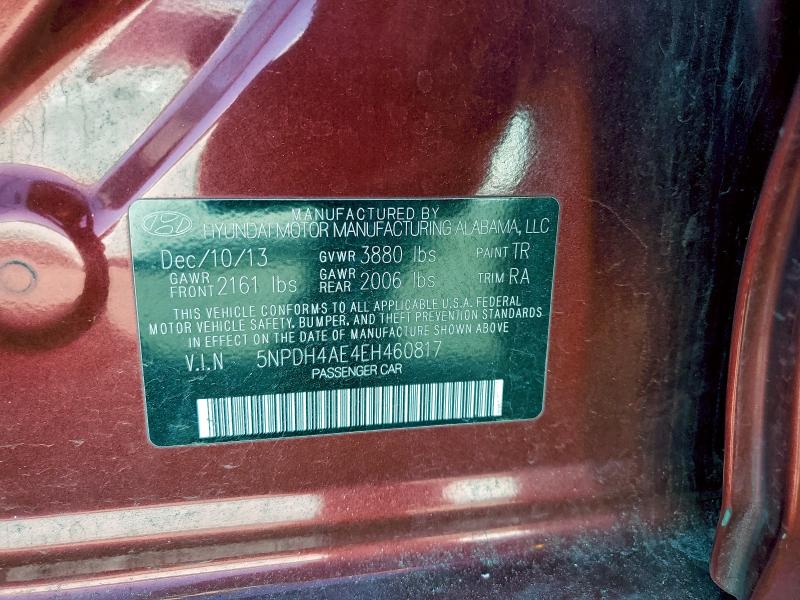 MANUFACTURED BY
HYUNDAI MOTOR MANUFACTURING ALABAMA, LLC
Dec/10/13 GVWR 3880 lbs PAINT TR
GAWR FRONT 2161 lbs GAWR REAR 2006 lbs TRIM RA
THIS VEHICLE CONFORMS TO ALL APPLICABLE U.S.A. FEDERAL
MOTOR VEHICLE SAFETY, BUMPER, AND THEFT PREVENTION STANDARDS
IN EFFECT ON THE DATE OF MANUFACTURE SHOWN ABOVE
V.I.N 5NPDH4AE4EH460817
PASSENGER CAR